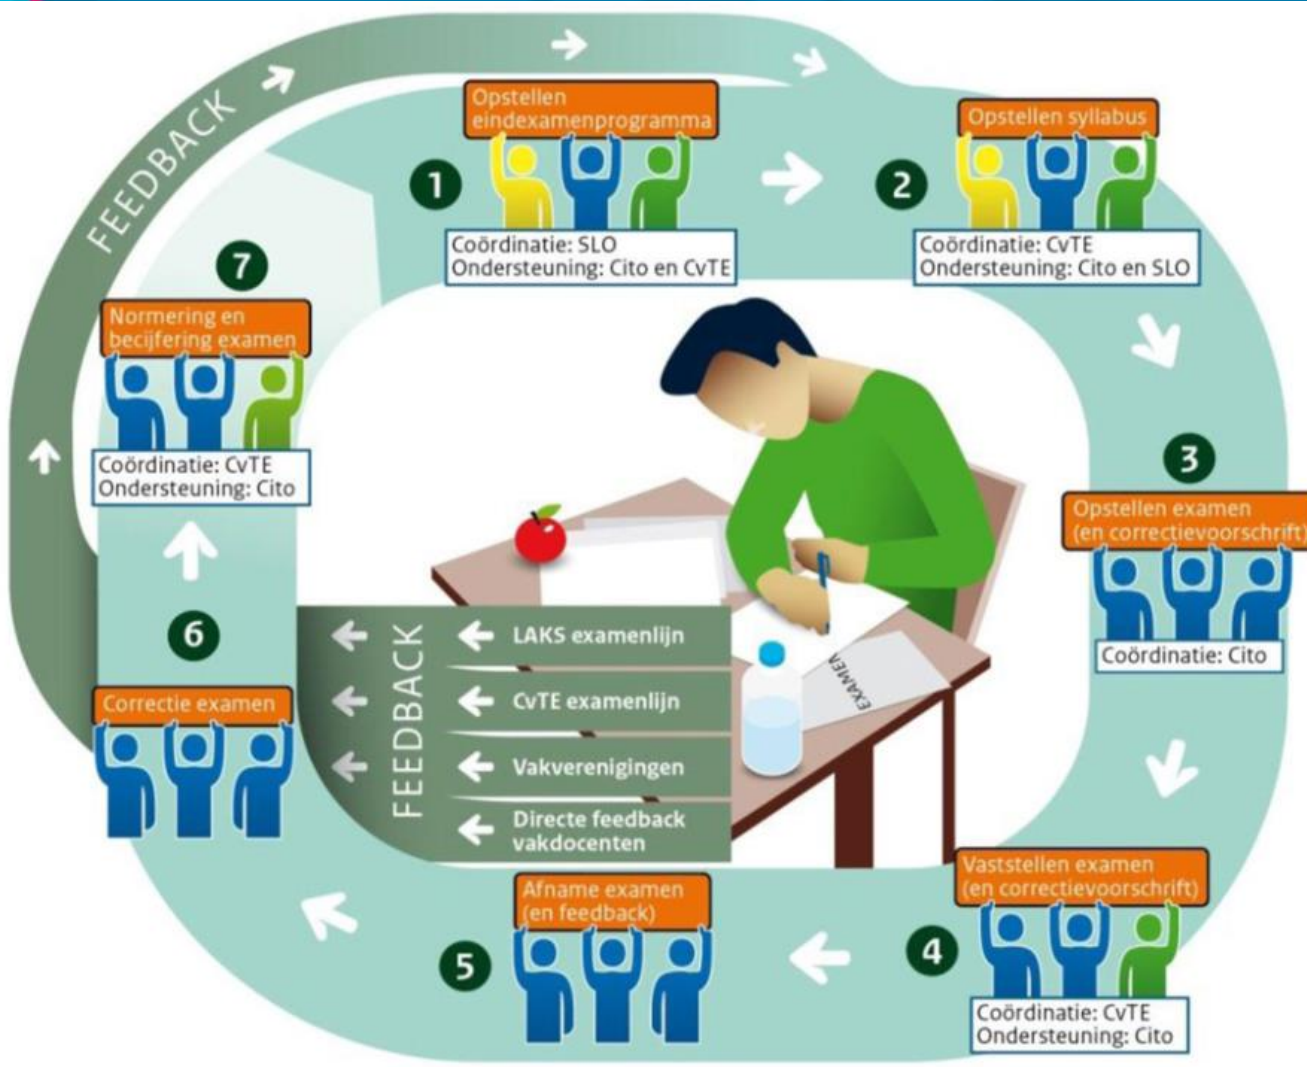 FEEDBACK
1
Opstellen
eindexamenprogramma
Coördinatie: SLO
Ondersteuning: Cito en CvTE
2
Opstellen syllabus
Coördinatie: CvTE
Ondersteuning: Cito en SLO
3
Opstellen examen
(en correctievoorschrift)
Coördinatie: Cito
4
Vaststellen examen
(en correctievoorschrift)
Coördinatie: CvTE
Ondersteuning: Cito
5
Afname examen
(en feedback)
6
Correctie examen
7
Normering en
becijfering examen
Coördinatie: CvTE
Ondersteuning: Cito
FEEDBACK
LAKS examenlijn
CvTE examenlijn
Vakverenigingen
Directe feedback
vakdocenten
EXAMEN